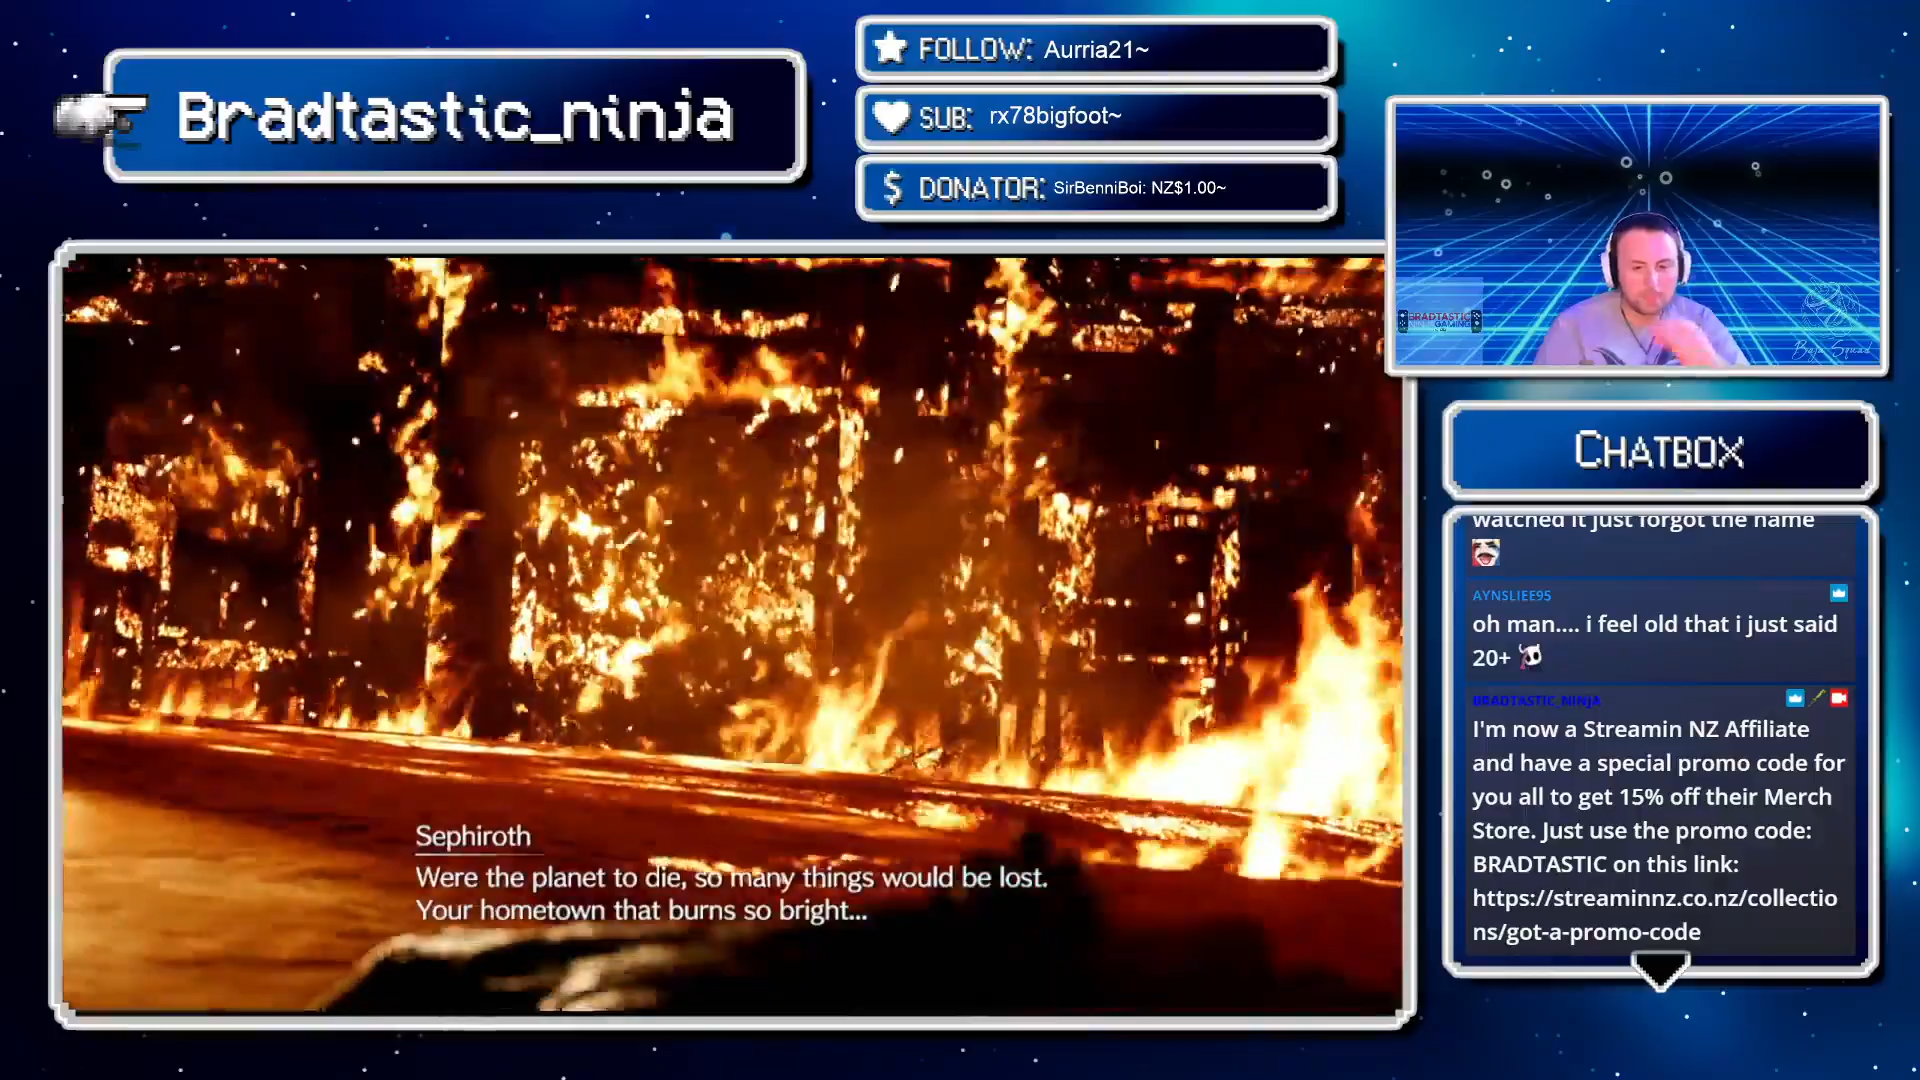 Bradtastic_ninja
FOLLOW: Aurria21~
SUB: rx78bigfoot~
DONATOR: SirBenniBoi: NZ$1.00~
BRADTASTIC
GAMING
Baja Squad
CHATBOX
watched it just forgot the name
AYNSLIEE95
oh man.... i feel old that i just said
20+
BRADTASTIC_NINJA
I'm now a Streamin NZ Affiliate
and have a special promo code for
you all to get 15% off their Merch
Store. Just use the promo code:
BRADTASTIC on this link:
https://streaminnz.co.nz/collectio
ns/got-a-promo-code
Sephiroth
Were the planet to die, so many things would be lost.
Your hometown that burns so bright...